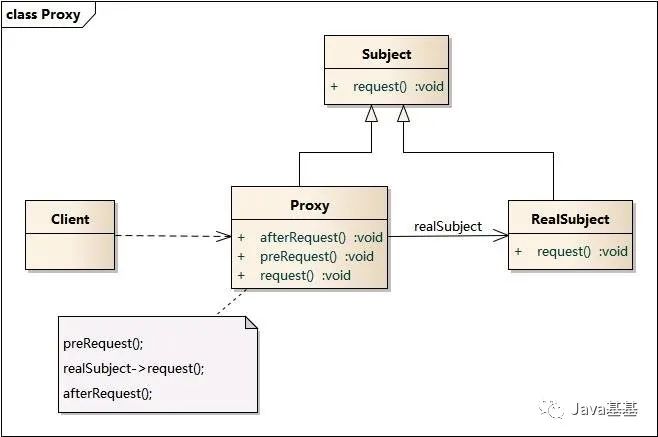 class Proxy
Subject
+ request() :void
Client
Proxy
+ afterRequest() :void
+ preRequest() :void
+ request() :void
realSubject
RealSubject
+ request() :void
preRequest();
realSubject->request();
afterRequest();
Java基基